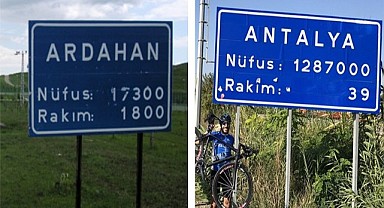 ARDAHAN
Nüfus: 17300
Rakım: 1800
ANTALYA
Nüfus: 1287000
Rakım: 39